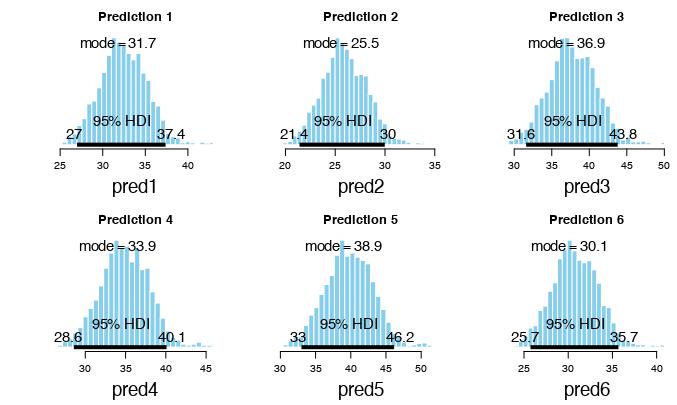 Prediction 1
mode = 31.7
95% HDI
27 37.4
25 30 35 40
pred1
Prediction 2
mode = 25.5
95% HDI
21.4 30
20 25 30 35
pred2
Prediction 3
mode = 36.9
95% HDI
31.6 43.8
30 35 40 45 50
pred3
Prediction 4
mode = 33.9
95% HDI
28.6 40.1
30 35 40 45
pred4
Prediction 5
mode = 38.9
95% HDI
33 46.2
30 35 40 45 50
pred5
Prediction 6
mode = 30.1
95% HDI
25.7 35.7
25 30 35 40
pred6